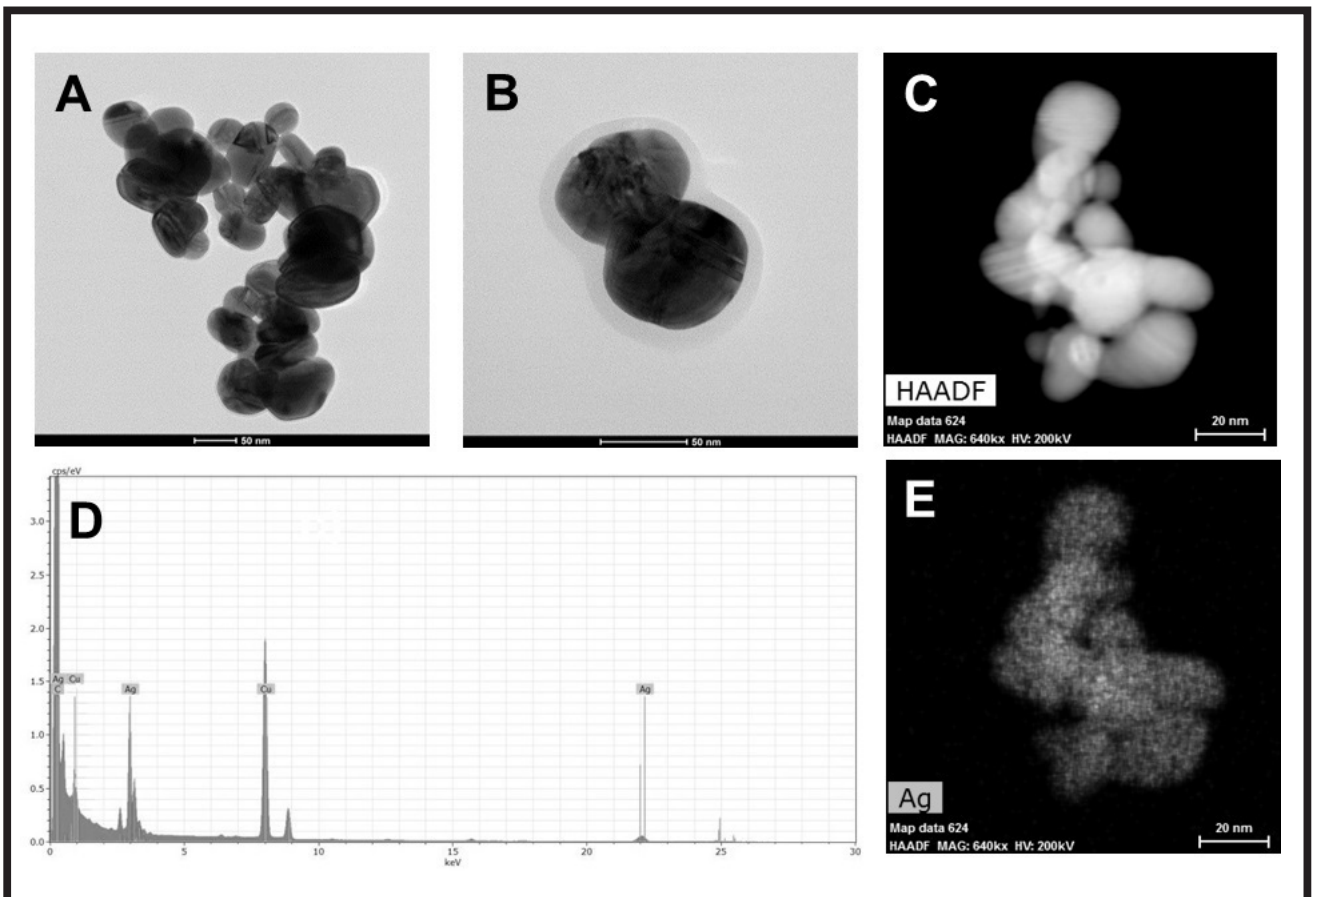 A
50 nm
B
50 nm
C
HAADF
Map data 624
HAADF MAG: 640kx HV: 200kV
20 nm
cps/eV
D
3.0
2.5
2.0
1.5
1.0
0.5
0.0
Ag Cu
C
Ag
Cu
Ag
0 5 10 15 20 25 30
keV
E
Ag
Map data 624
HAADF MAG: 640kx HV: 200kV
20 nm